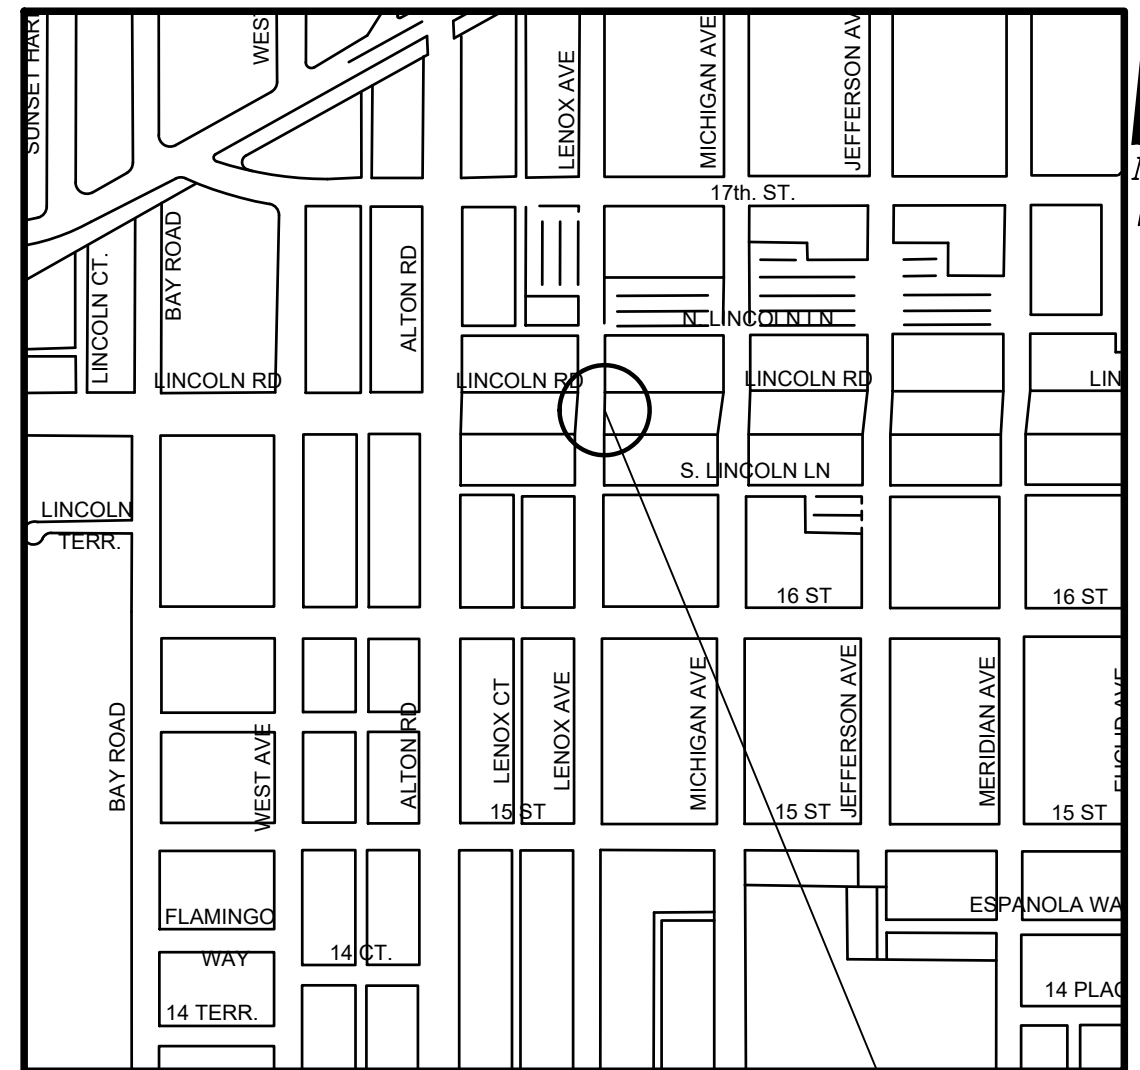 SUNSET HAR
WEST
LENOX AVE
MICHIGAN AVE
JEFFERSON AV
N
17th. ST.
LINCOLN CT.
BAY ROAD
ALTON RD
N. LINCOLN LN
LINCOLN RD
LINCOLN RD
LINCOLN RD
LIN
S. LINCOLN LN
LINCOLN
TERR.
16 ST
16 ST
BAY ROAD
WEST AVE
ALTON RD
LENOX CT
LENOX AVE
MICHIGAN AVE
JEFFERSON AVE
MERIDIAN AVE
EUCLID AVE
15 ST
15 ST
15 ST
FLAMINGO
WAY
14 CT.
14 TERR.
ESPANOLA WA
14 PLAC